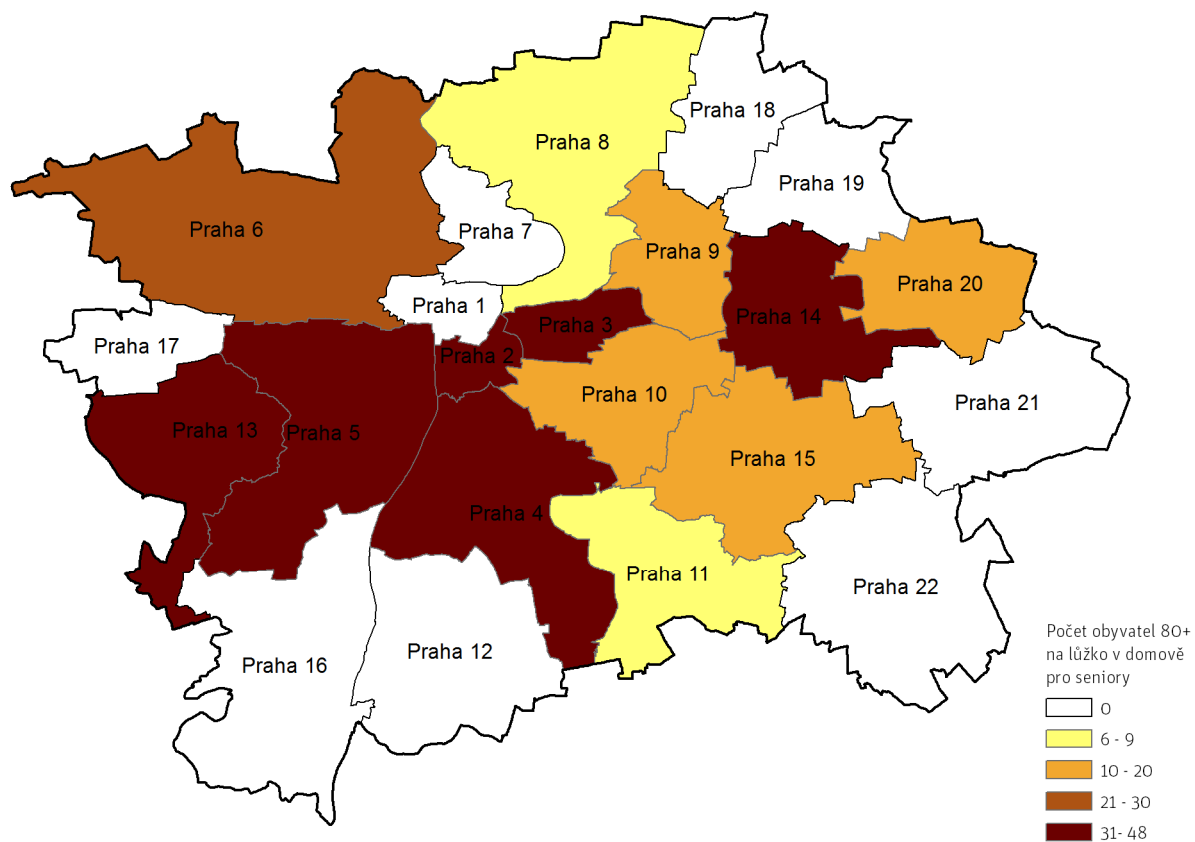 Praha 18
Praha 8
Praha 19
Praha 6
Praha 7
Praha 9
Praha 20
Praha 1
Praha 3
Praha 14
Praha 17
Praha 2
Praha 10
Praha 21
Praha 13
Praha 5
Praha 15
Praha 4
Praha 11
Praha 22
Praha 12
Praha 16
Počet obyvatel 80+
na lůžko v domově
pro seniory
0
6 - 9
10 - 20
21 - 30
31- 48